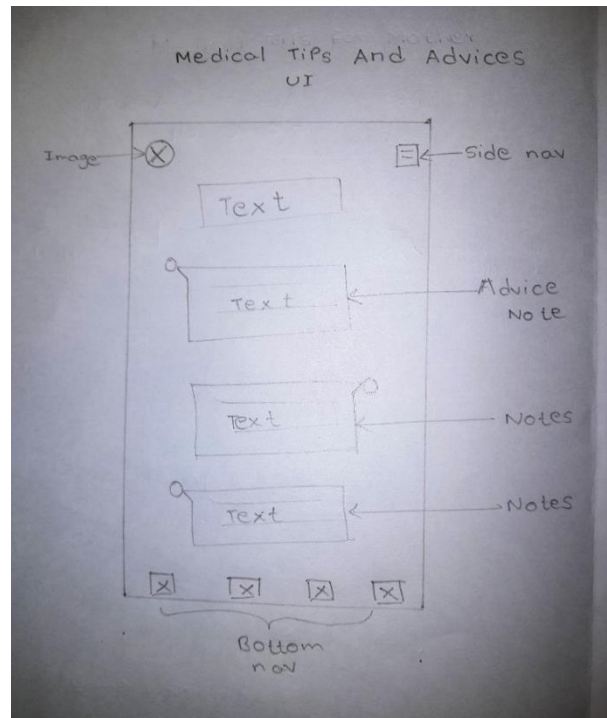 Medical Tips And Advices
UI
Image
Side nav
Text
Text
Advice
Note
Text
Notes
Text
Notes
X
X
X
X
Bottom
nav